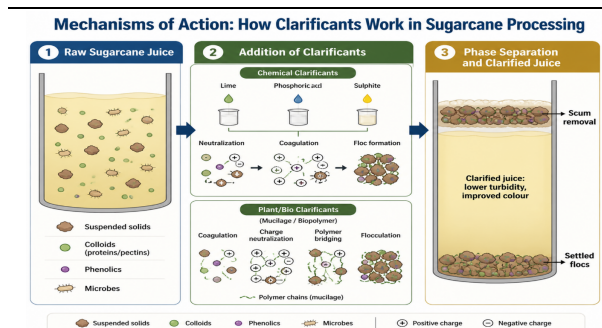 Mechanisms of Action: How Clarificants Work in Sugarcane Processing
1 Raw Sugarcane Juice
Suspended solids
Colloids
(proteins/pectins)
Phenolics
Microbes
2 Addition of Clarificants
Chemical Clarificants
Lime
Phosphoric acid
Sulphite
Neutralization
Coagulation
Floc formation
Plant/Bio Clarificants
(Mucilage / Biopolymer)
Coagulation
Charge
neutralization
Polymer
bridging
Flocculation
Polymer chains (mucilage)
3 Phase Separation
and Clarified Juice
Scum
removal
Clarified juice:
lower turbidity,
improved colour
Settled
flocs
Suspended solids
Colloids
Phenolics
Microbes
+ Positive charge
− Negative charge